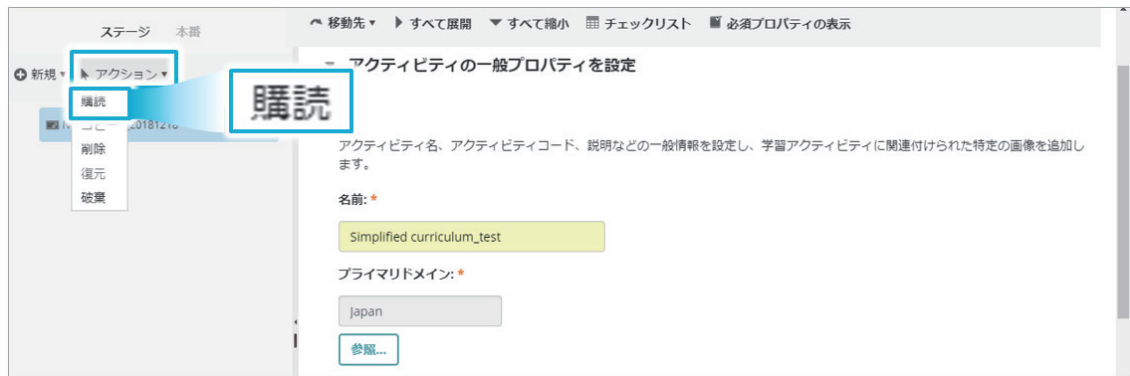 ステージ 本番
新規 アクション
購読
購読
コピー
20181218
削除
復元
破棄
移動先 すべて展開 すべて縮小 チェックリスト 必須プロパティの表示
アクティビティの一般プロパティを設定
アクティビティ名、アクティビティコード、説明などの一般情報を設定し、学習アクティビティに関連付けられた特定の画像を追加し
ます。
名前: *
Simplified curriculum_test
プライマリドメイン: *
Japan
参照...